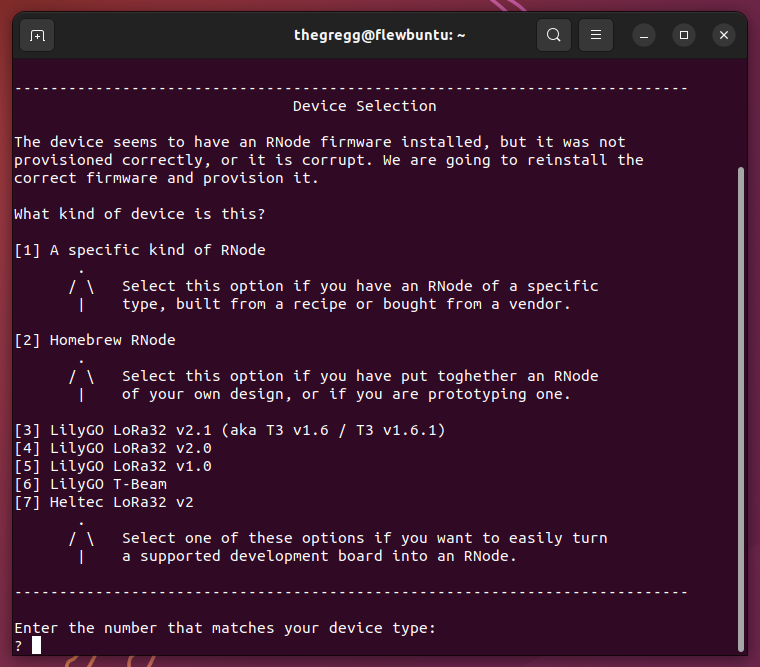 thegregg@flewbuntu: ~
---------------------------------------------------------------------------
Device Selection
The device seems to have an RNode firmware installed, but it was not
provisioned correctly, or it is corrupt. We are going to reinstall the
correct firmware and provision it.
What kind of device is this?
[1] A specific kind of RNode
.
/ \   Select this option if you have an RNode of a specific
|    type, built from a recipe or bought from a vendor.
[2] Homebrew RNode
.
/ \   Select this option if you have put toghether an RNode
|    of your own design, or if you are prototyping one.
[3] LilyGO LoRa32 v2.1 (aka T3 v1.6 / T3 v1.6.1)
[4] LilyGO LoRa32 v2.0
[5] LilyGO LoRa32 v1.0
[6] LilyGO T-Beam
[7] Heltec LoRa32 v2
.
/ \   Select one of these options if you want to easily turn
|    a supported development board into an RNode.
---------------------------------------------------------------------------
Enter the number that matches your device type:
?